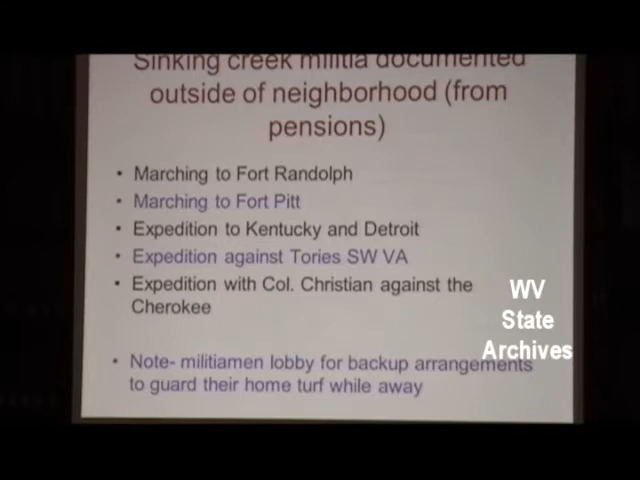 Sinking creek militia documented
outside of neighborhood (from
pensions)
• Marching to Fort Randolph
• Marching to Fort Pitt
• Expedition to Kentucky and Detroit
• Expedition against Tories SW VA
• Expedition with Col. Christian against the
Cherokee
• Note- militiamen lobby for backup arrangements
to guard their home turf while away
WV
State
Archives